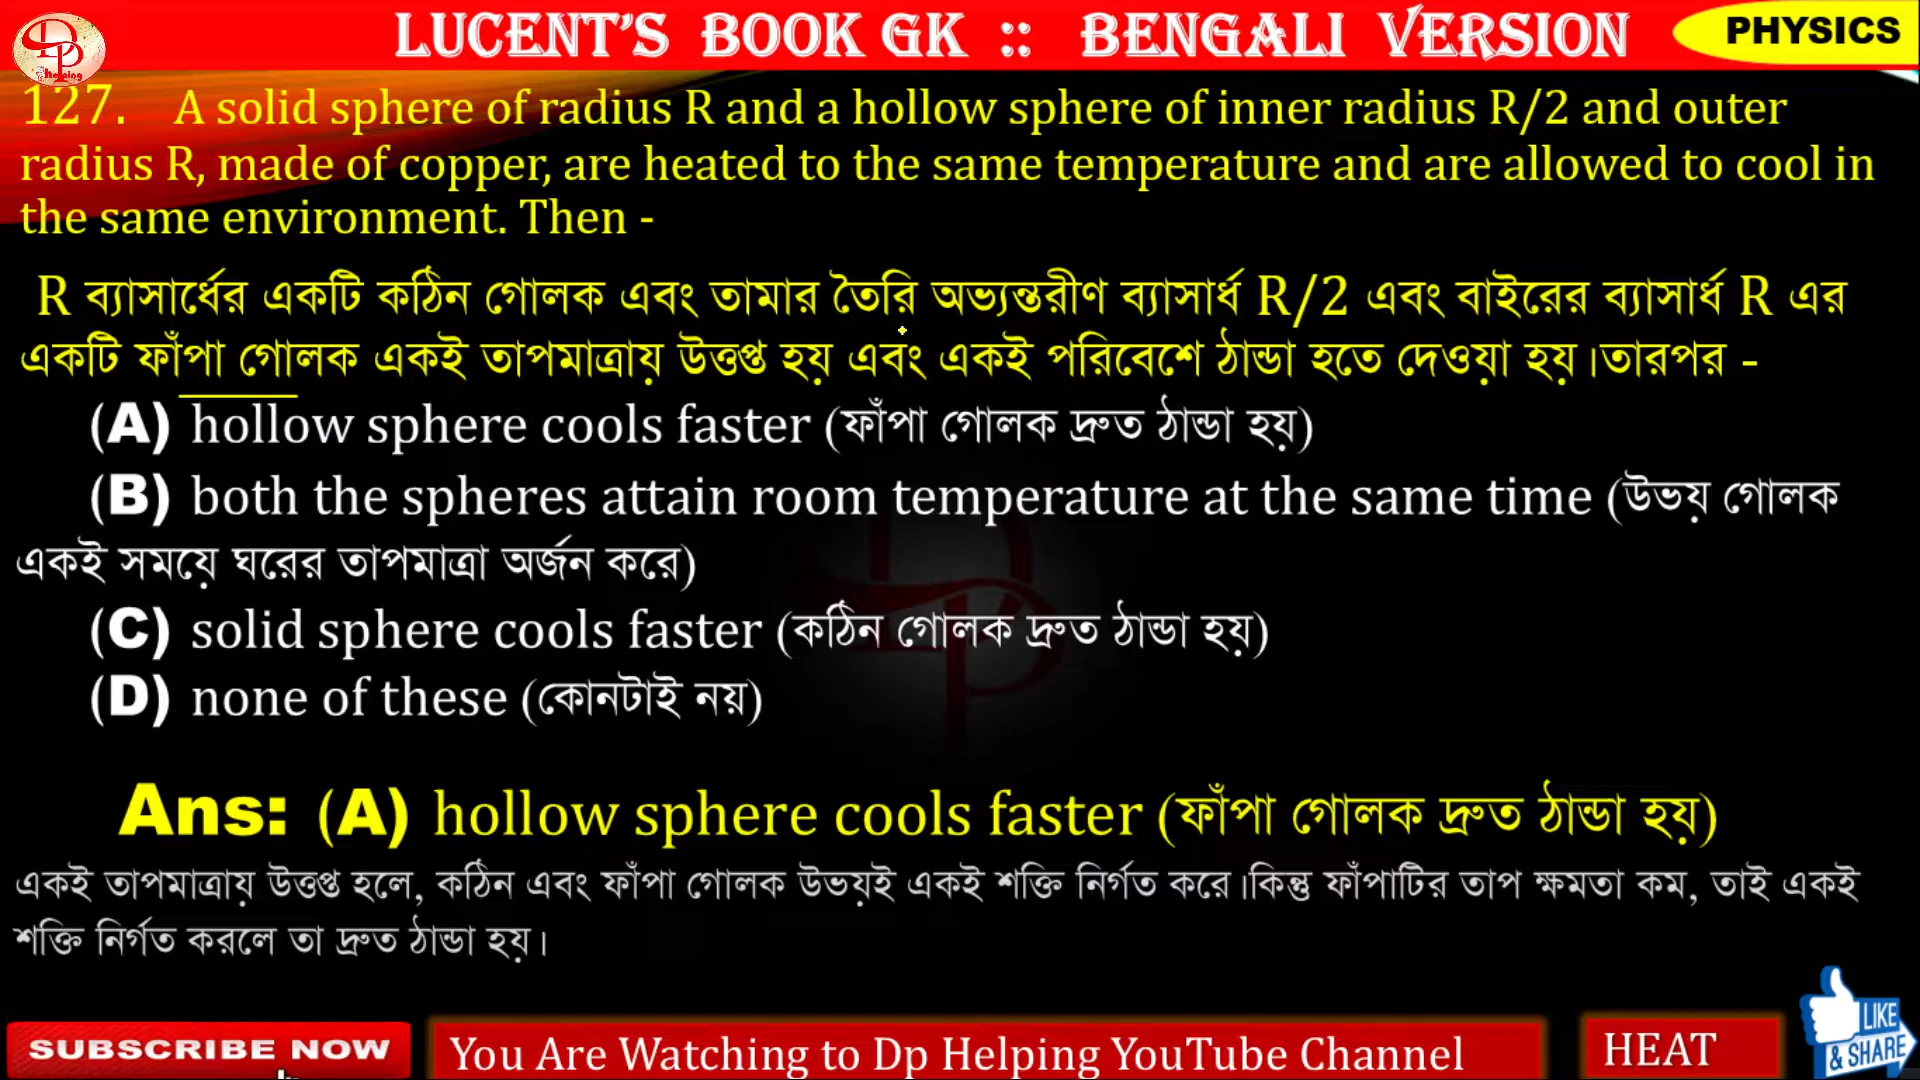 LUCENT'S BOOK GK :: BENGALI VERSION
PHYSICS
DP
helping
127. A solid sphere of radius R and a hollow sphere of inner radius R/2 and outer
radius R, made of copper, are heated to the same temperature and are allowed to cool in
the same environment. Then -
R ব্যাসার্ধের একটি কঠিন গোলক এবং তামার তৈরি অভ্যন্তরীণ ব্যাসার্ধ R/2 এবং বাইরের ব্যাসার্ধ R এর
একটি ফাঁপা গোলক একই তাপমাত্রায় উত্তপ্ত হয় এবং একই পরিবেশে ঠান্ডা হতে দেওয়া হয়।তারপর -
(A) hollow sphere cools faster (ফাঁপা গোলক দ্রুত ঠান্ডা হয়)
(B) both the spheres attain room temperature at the same time (উভয় গোলক
একই সময়ে ঘরের তাপমাত্রা অর্জন করে)
(C) solid sphere cools faster (কঠিন গোলক দ্রুত ঠান্ডা হয়)
(D) none of these (কোনটাই নয়)
Ans: (A) hollow sphere cools faster (ফাঁপা গোলক দ্রুত ঠান্ডা হয়)
একই তাপমাত্রায় উত্তপ্ত হলে, কঠিন এবং ফাঁপা গোলক উভয়ই একই শক্তি নির্গত করে।কিন্তু ফাঁপাটির তাপ ক্ষমতা কম, তাই একই
শক্তি নির্গত করলে তা দ্রুত ঠান্ডা হয়।
SUBSCRIBE NOW
You Are Watching to Dp Helping YouTube Channel
HEAT
LIKE
& SHARE